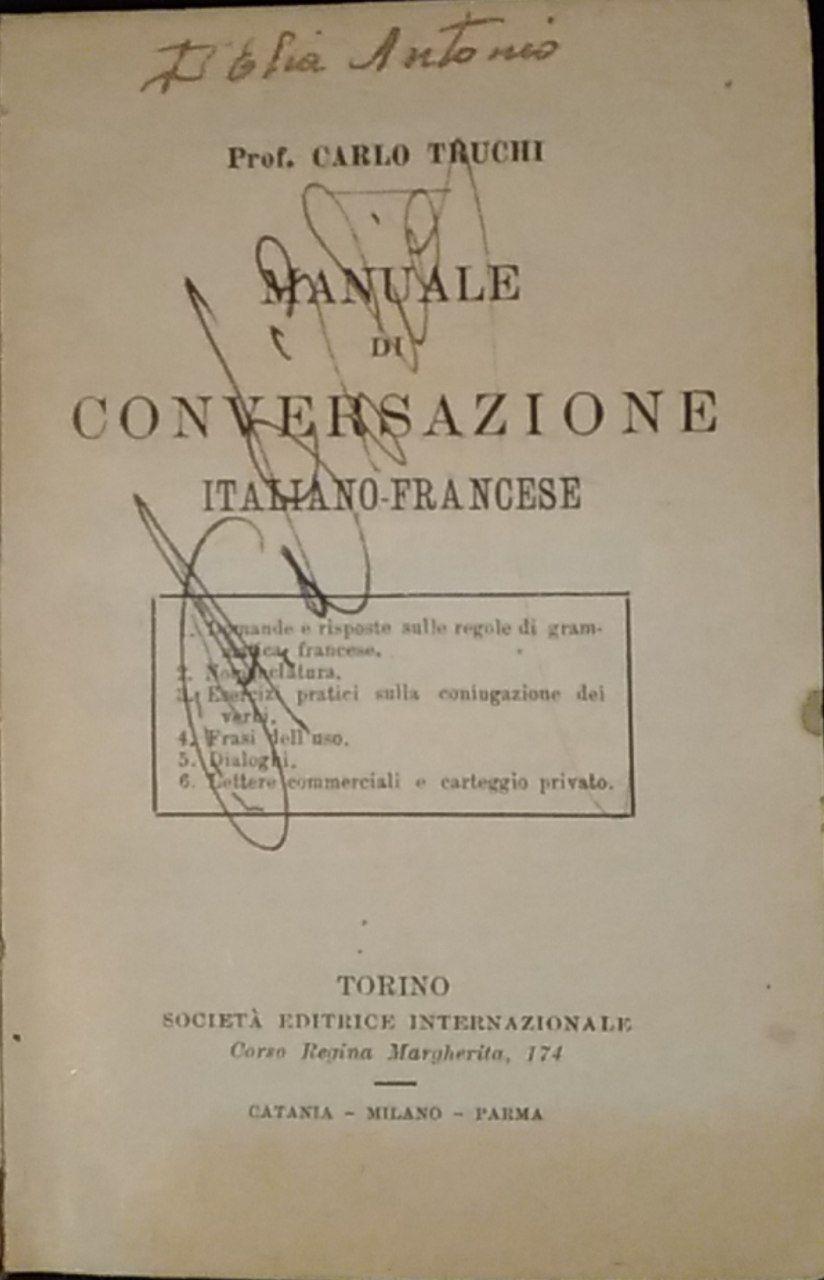 D'Elia Antonio
Prof. CARLO TRUCHI
MANUALE
DI
CONVERSAZIONE
ITALIANO-FRANCESE
1. Domande e risposte sulle regole di gram-
matica francese.
2. Nomenclatura.
3. Esercizi pratici sulla coniugazione dei
verbi.
4. Frasi dell'uso.
5. Dialoghi.
6. Lettere commerciali e carteggio privato.
TORINO
SOCIETÀ EDITRICE INTERNAZIONALE
Corso Regina Margherita, 174
CATANIA - MILANO - PARMA